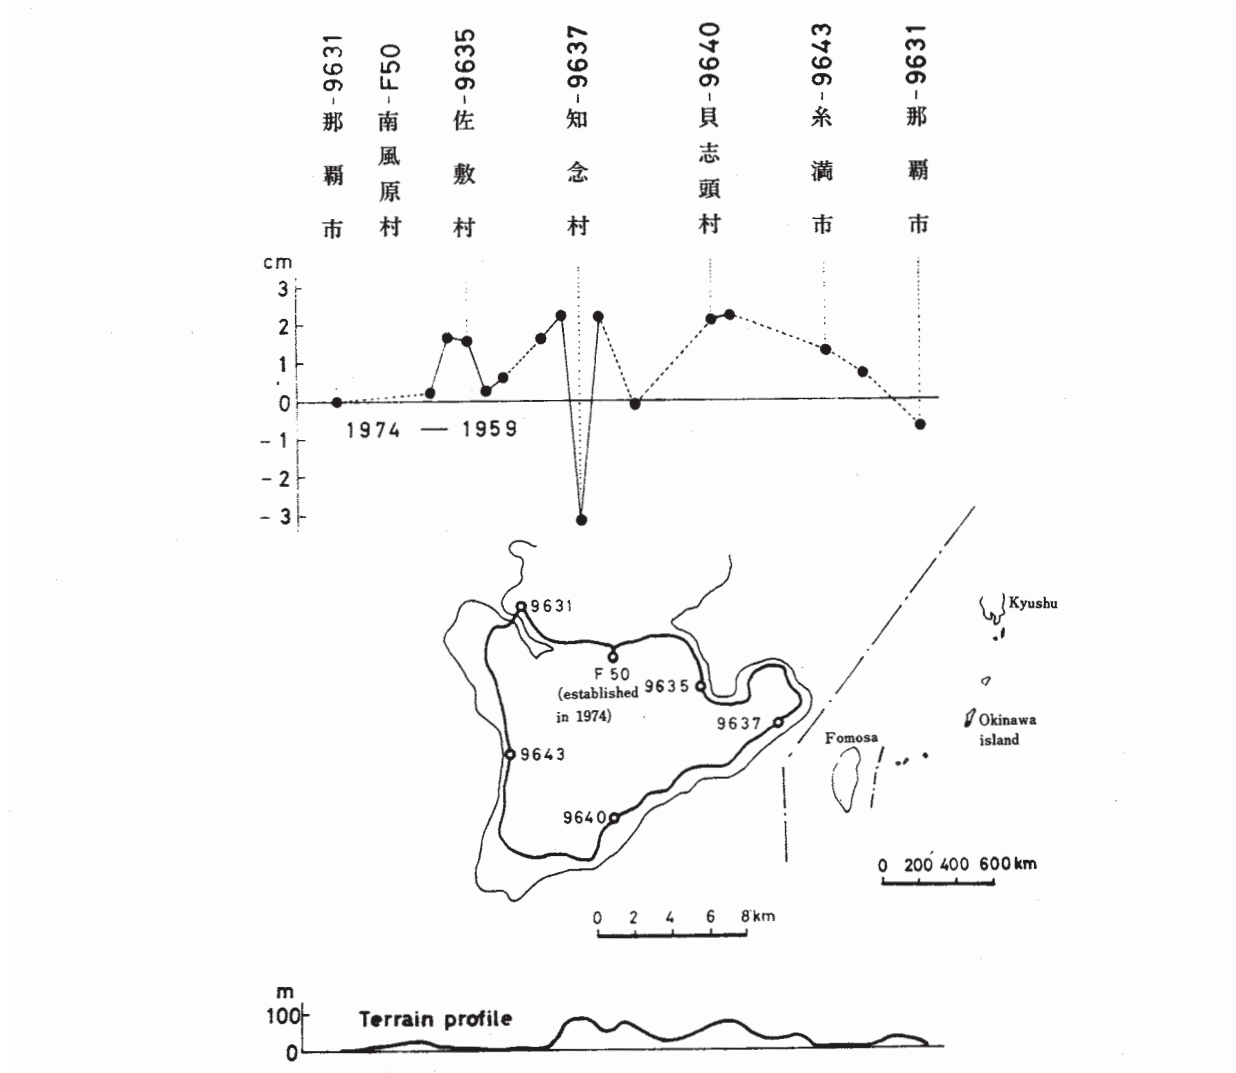 那覇市-9631
南風原村-F50
佐敷村-9635
知念村-9637
貝志頭村-9640
糸満市-9643
那覇市-9631
cm
3
2
1
0
-1
-2
-3
1974 — 1959
9631
F 50
(established
in 1974)
9635
9637
9643
9640
Kyushu
Okinawa
island
Fomosa
0 200 400 600 km
0 2 4 6 8 km
m
100
0
Terrain profile